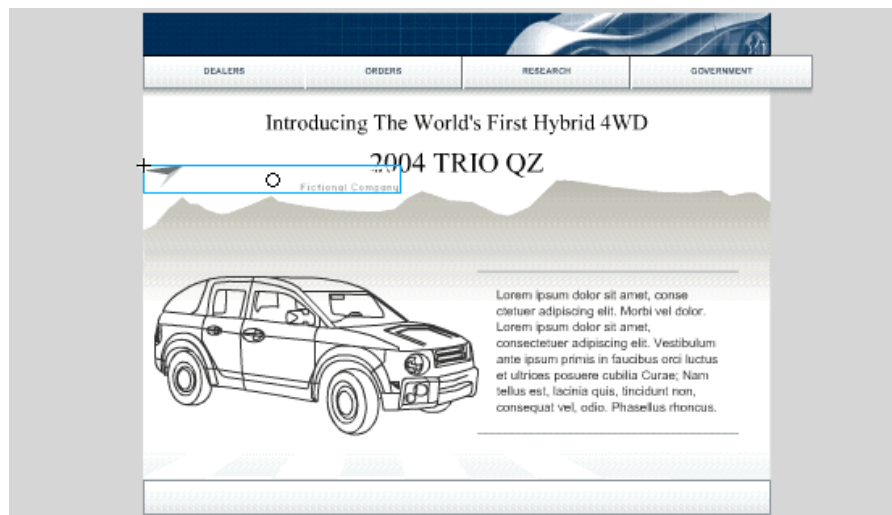 DEALERS ORDERS RESEARCH GOVERNMENT
Introducing The World's First Hybrid 4WD
2004 TRIO QZ
Fictional Company
Lorem ipsum dolor sit amet, conse
ctetuer adipiscing elit. Morbi vel dolor.
Lorem ipsum dolor sit amet,
consectetuer adipiscing elit. Vestibulum
ante ipsum primis in faucibus orci luctus
et ultrices posuere cubilia Curae; Nam
tellus est, lacinia quis, tincidunt non,
consequat vel, odio. Phasellus rhoncus.